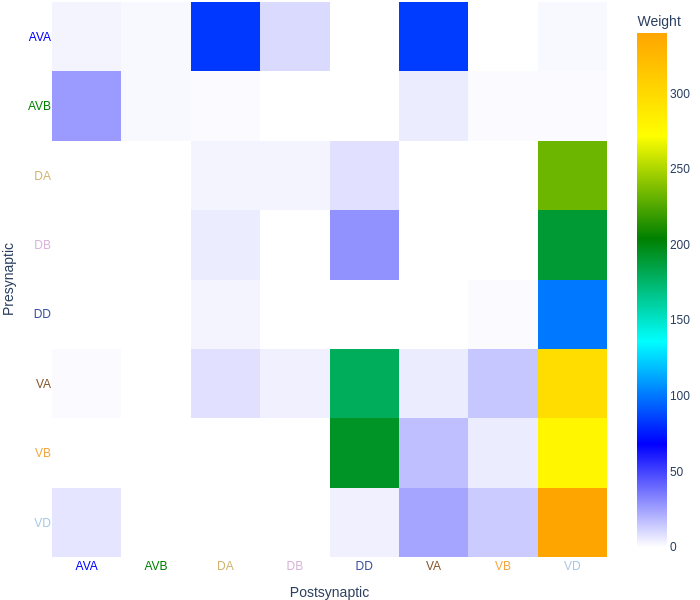 Weight
AVA
AVB
DA
DB
DD
VA
VB
VD
Presynaptic
AVA AVB DA DB DD VA VB VD
Postsynaptic
300
250
200
150
100
50
0